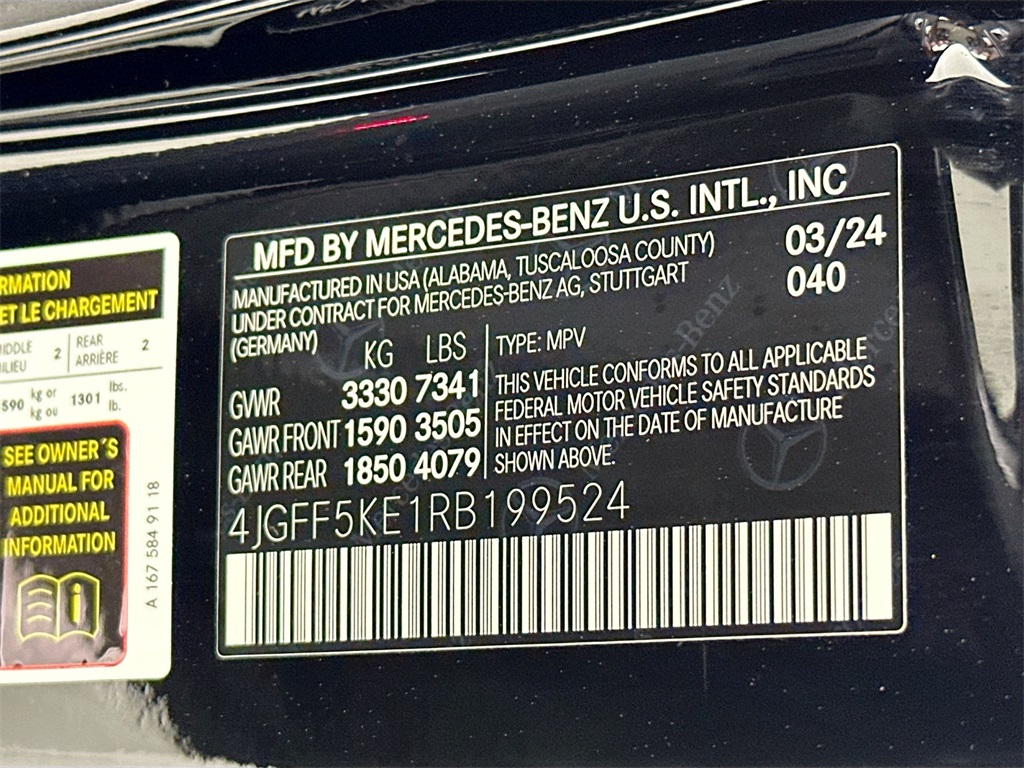 RMATION
ET LE CHARGEMENT
IDDLE 2 REAR 2
ILIEU ARRIÈRE
590 kg or 1301 lbs.
kg ou lb.
SEE OWNER´S
MANUAL FOR
ADDITIONAL
INFORMATION
A 167 584 91 18
MFD BY MERCEDES-BENZ U.S. INTL., INC
MANUFACTURED IN USA (ALABAMA, TUSCALOOSA COUNTY) 03/24
UNDER CONTRACT FOR MERCEDES-BENZ AG, STUTTGART 040
(GERMANY)
KG LBS
GVWR 3330 7341
GAWR FRONT 1590 3505
GAWR REAR 1850 4079
TYPE: MPV
THIS VEHICLE CONFORMS TO ALL APPLICABLE
FEDERAL MOTOR VEHICLE SAFETY STANDARDS
IN EFFECT ON THE DATE OF MANUFACTURE
SHOWN ABOVE.
4JGFF5KE1RB199524